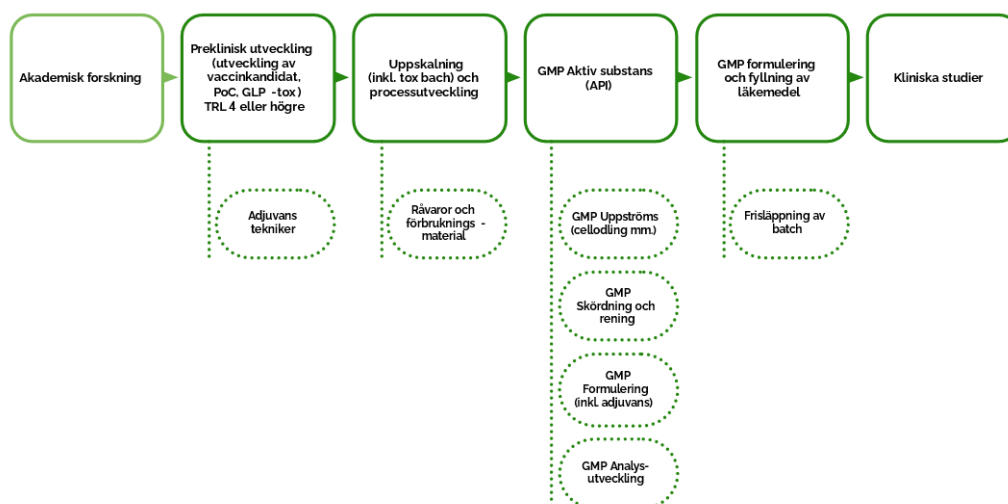 Akademisk forskning
Preklinisk utveckling
(utveckling av
vaccinkandidat,
PoC, GLP -tox)
TRL 4 eller högre
Uppskalning
(inkl. tox bach) och
processutveckling
GMP Aktiv substans
(API)
GMP formulering
och fyllning av
läkemedel
Kliniska studier
Adjuvans
tekniker
Råvaror och
förbruknings -
material
GMP Uppströms
(cellodling mm.)
GMP
Skördning och
rening
GMP
Formulering
(inkl. adjuvans)
GMP Analys-
utveckling
Frisläppning av
batch